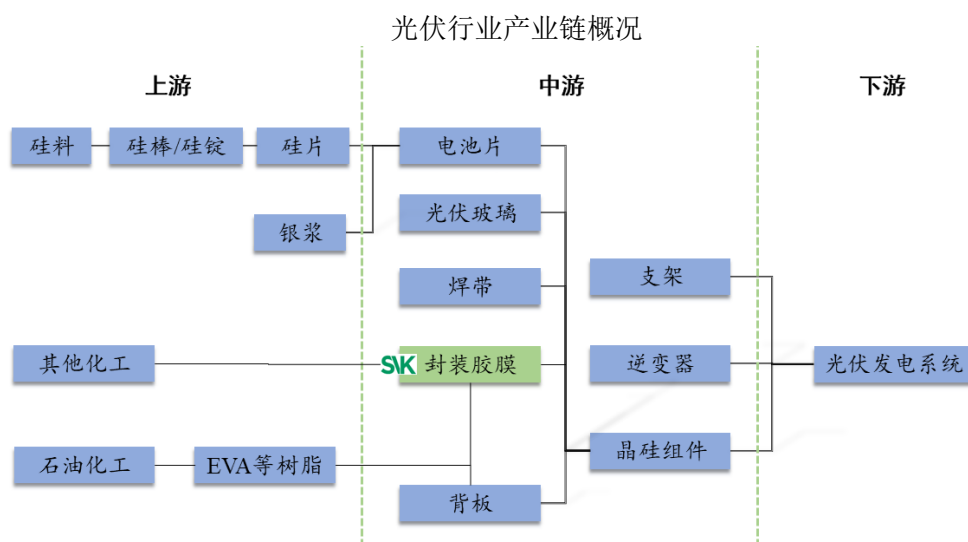 光伏行业产业链概况
上游
中游
下游
硅料
硅棒/硅锭
硅片
电池片
银浆
光伏玻璃
焊带
支架
其他化工
SVK
封装胶膜
逆变器
光伏发电系统
石油化工
EVA等树脂
晶硅组件
背板